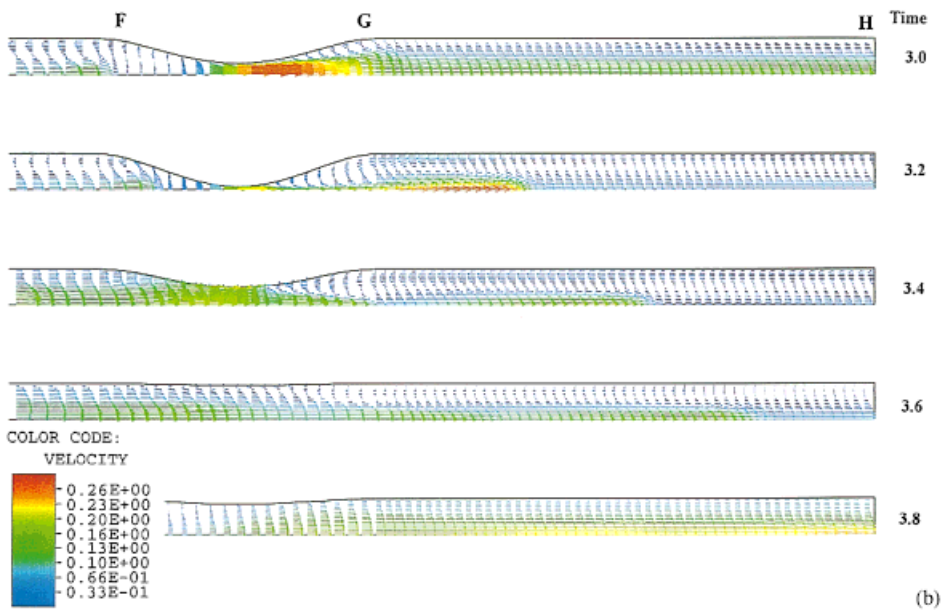 F G H Time
3.0
3.2
3.4
3.6
COLOR CODE:
VELOCITY
0.26E+00
0.23E+00
0.20E+00
0.16E+00
0.13E+00
0.10E+00
0.66E-01
0.33E-01
3.8
(b)